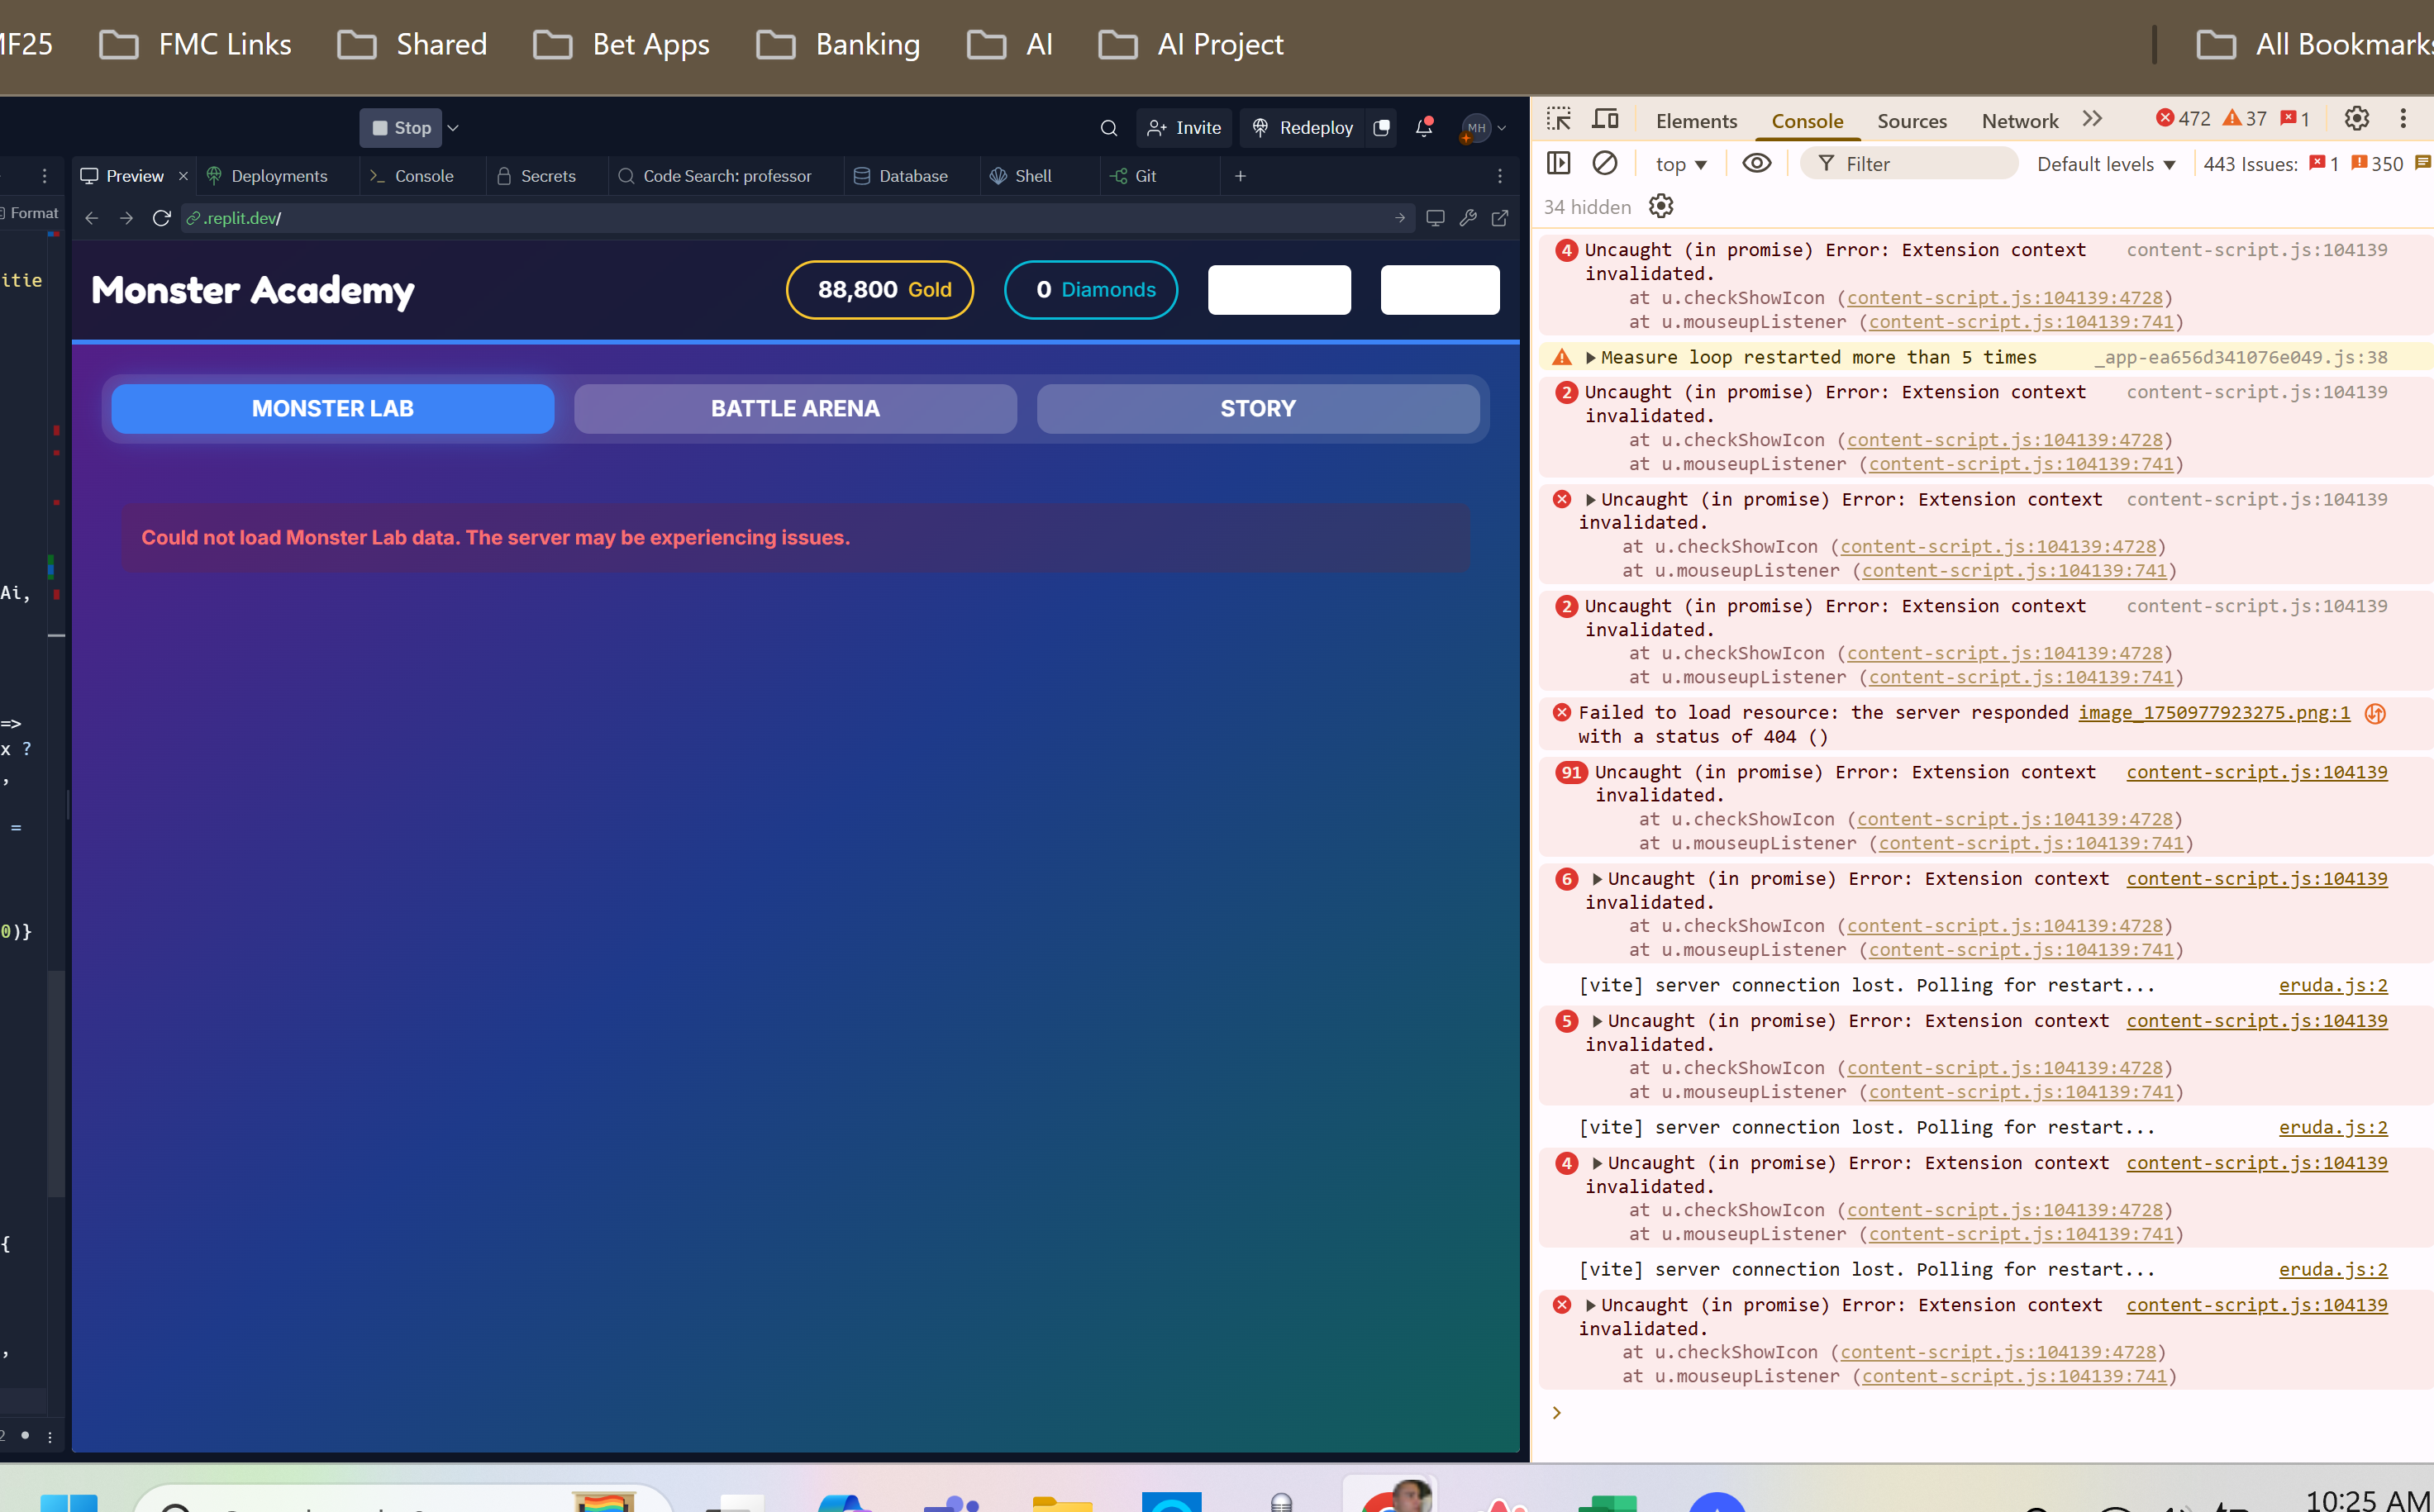 MF25
FMC Links
Shared
Bet Apps
Banking
AI
AI Project
All Bookmarks
Stop
Invite
Redeploy
MH
Preview
Deployments
Console
Secrets
Code Search: professor
Database
Shell
Git
Format
.replit.dev/
itie
Ai,
=>
x ?
,
=
0)}
{
,
2
Monster Academy
88,800 Gold
0 Diamonds
MONSTER LAB
BATTLE ARENA
STORY
Could not load Monster Lab data. The server may be experiencing issues.
Elements
Console
Sources
Network
472
37
1
top
Filter
Default levels
443 Issues:
1
350
34 hidden
4 Uncaught (in promise) Error: Extension context content-script.js:104139
invalidated.
at u.checkShowIcon (content-script.js:104139:4728)
at u.mouseupListener (content-script.js:104139:741)
Measure loop restarted more than 5 times _app-ea656d341076e049.js:38
2 Uncaught (in promise) Error: Extension context content-script.js:104139
invalidated.
at u.checkShowIcon (content-script.js:104139:4728)
at u.mouseupListener (content-script.js:104139:741)
Uncaught (in promise) Error: Extension context content-script.js:104139
invalidated.
at u.checkShowIcon (content-script.js:104139:4728)
at u.mouseupListener (content-script.js:104139:741)
2 Uncaught (in promise) Error: Extension context content-script.js:104139
invalidated.
at u.checkShowIcon (content-script.js:104139:4728)
at u.mouseupListener (content-script.js:104139:741)
Failed to load resource: the server responded image_1750977923275.png:1
with a status of 404 ()
91 Uncaught (in promise) Error: Extension context content-script.js:104139
invalidated.
at u.checkShowIcon (content-script.js:104139:4728)
at u.mouseupListener (content-script.js:104139:741)
6 Uncaught (in promise) Error: Extension context content-script.js:104139
invalidated.
at u.checkShowIcon (content-script.js:104139:4728)
at u.mouseupListener (content-script.js:104139:741)
[vite] server connection lost. Polling for restart... eruda.js:2
5 Uncaught (in promise) Error: Extension context content-script.js:104139
invalidated.
at u.checkShowIcon (content-script.js:104139:4728)
at u.mouseupListener (content-script.js:104139:741)
[vite] server connection lost. Polling for restart... eruda.js:2
4 Uncaught (in promise) Error: Extension context content-script.js:104139
invalidated.
at u.checkShowIcon (content-script.js:104139:4728)
at u.mouseupListener (content-script.js:104139:741)
[vite] server connection lost. Polling for restart... eruda.js:2
Uncaught (in promise) Error: Extension context content-script.js:104139
invalidated.
at u.checkShowIcon (content-script.js:104139:4728)
at u.mouseupListener (content-script.js:104139:741)
10:25 AM